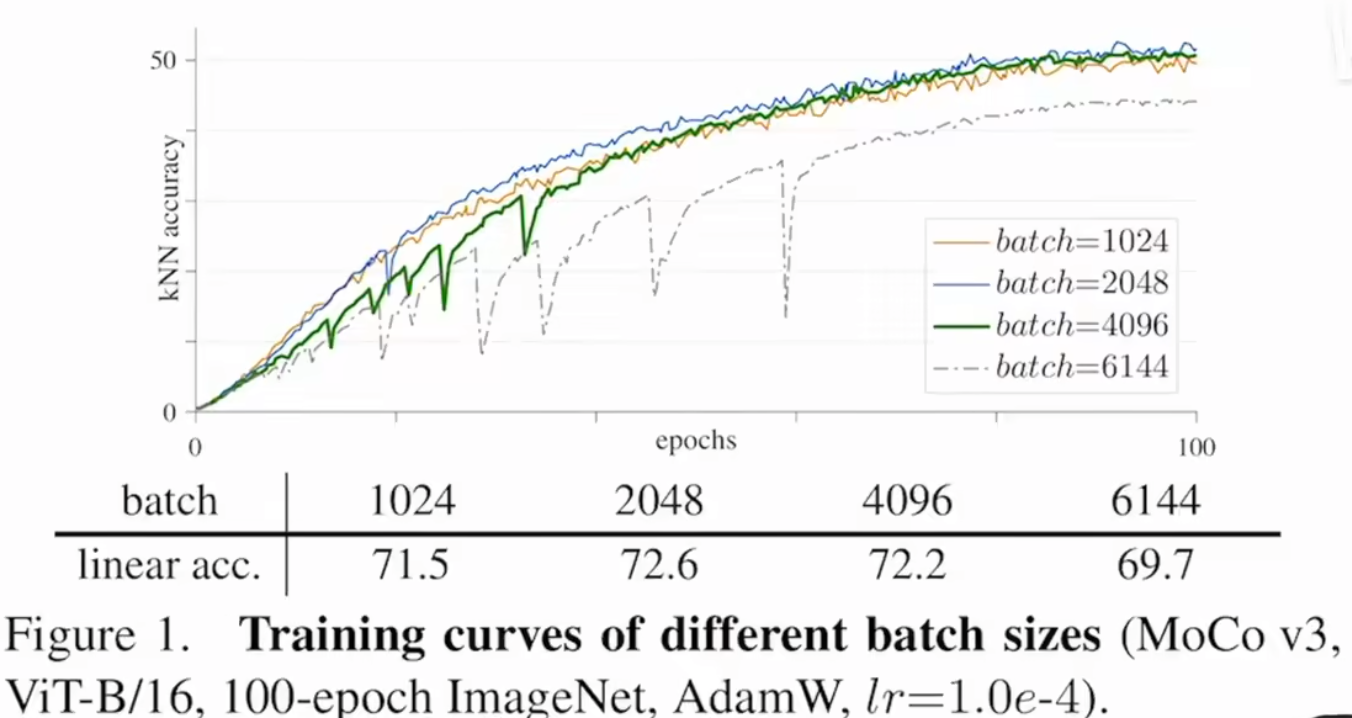 50
kNN accuracy
0
batch=1024
batch=2048
batch=4096
batch=6144
0 epochs 100
batch 1024 2048 4096 6144
linear acc. 71.5 72.6 72.2 69.7
Figure 1. Training curves of different batch sizes (MoCo v3,
ViT-B/16, 100-epoch ImageNet, AdamW, lr=1.0e-4).